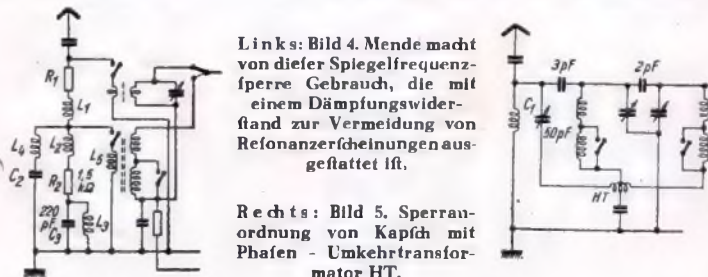 Links: Bild 4. Mende macht
von dieſer Spiegelfrequenz-
ſperre Gebrauch, die mit
einem Dämpfungswider-
ſtand zur Vermeidung von
Reſonanzerſcheinungen aus-
geſtattet iſt.
Rechts: Bild 5. Sperran-
ordnung von Kapſch mit
Phaſen - Umkehrtransfor-
mator HT.
R1
L1
L4
L2
L5
C2
R2
1,5
kΩ
220
pF
C3
L3
3pF
2pF
C1
50pF
HT